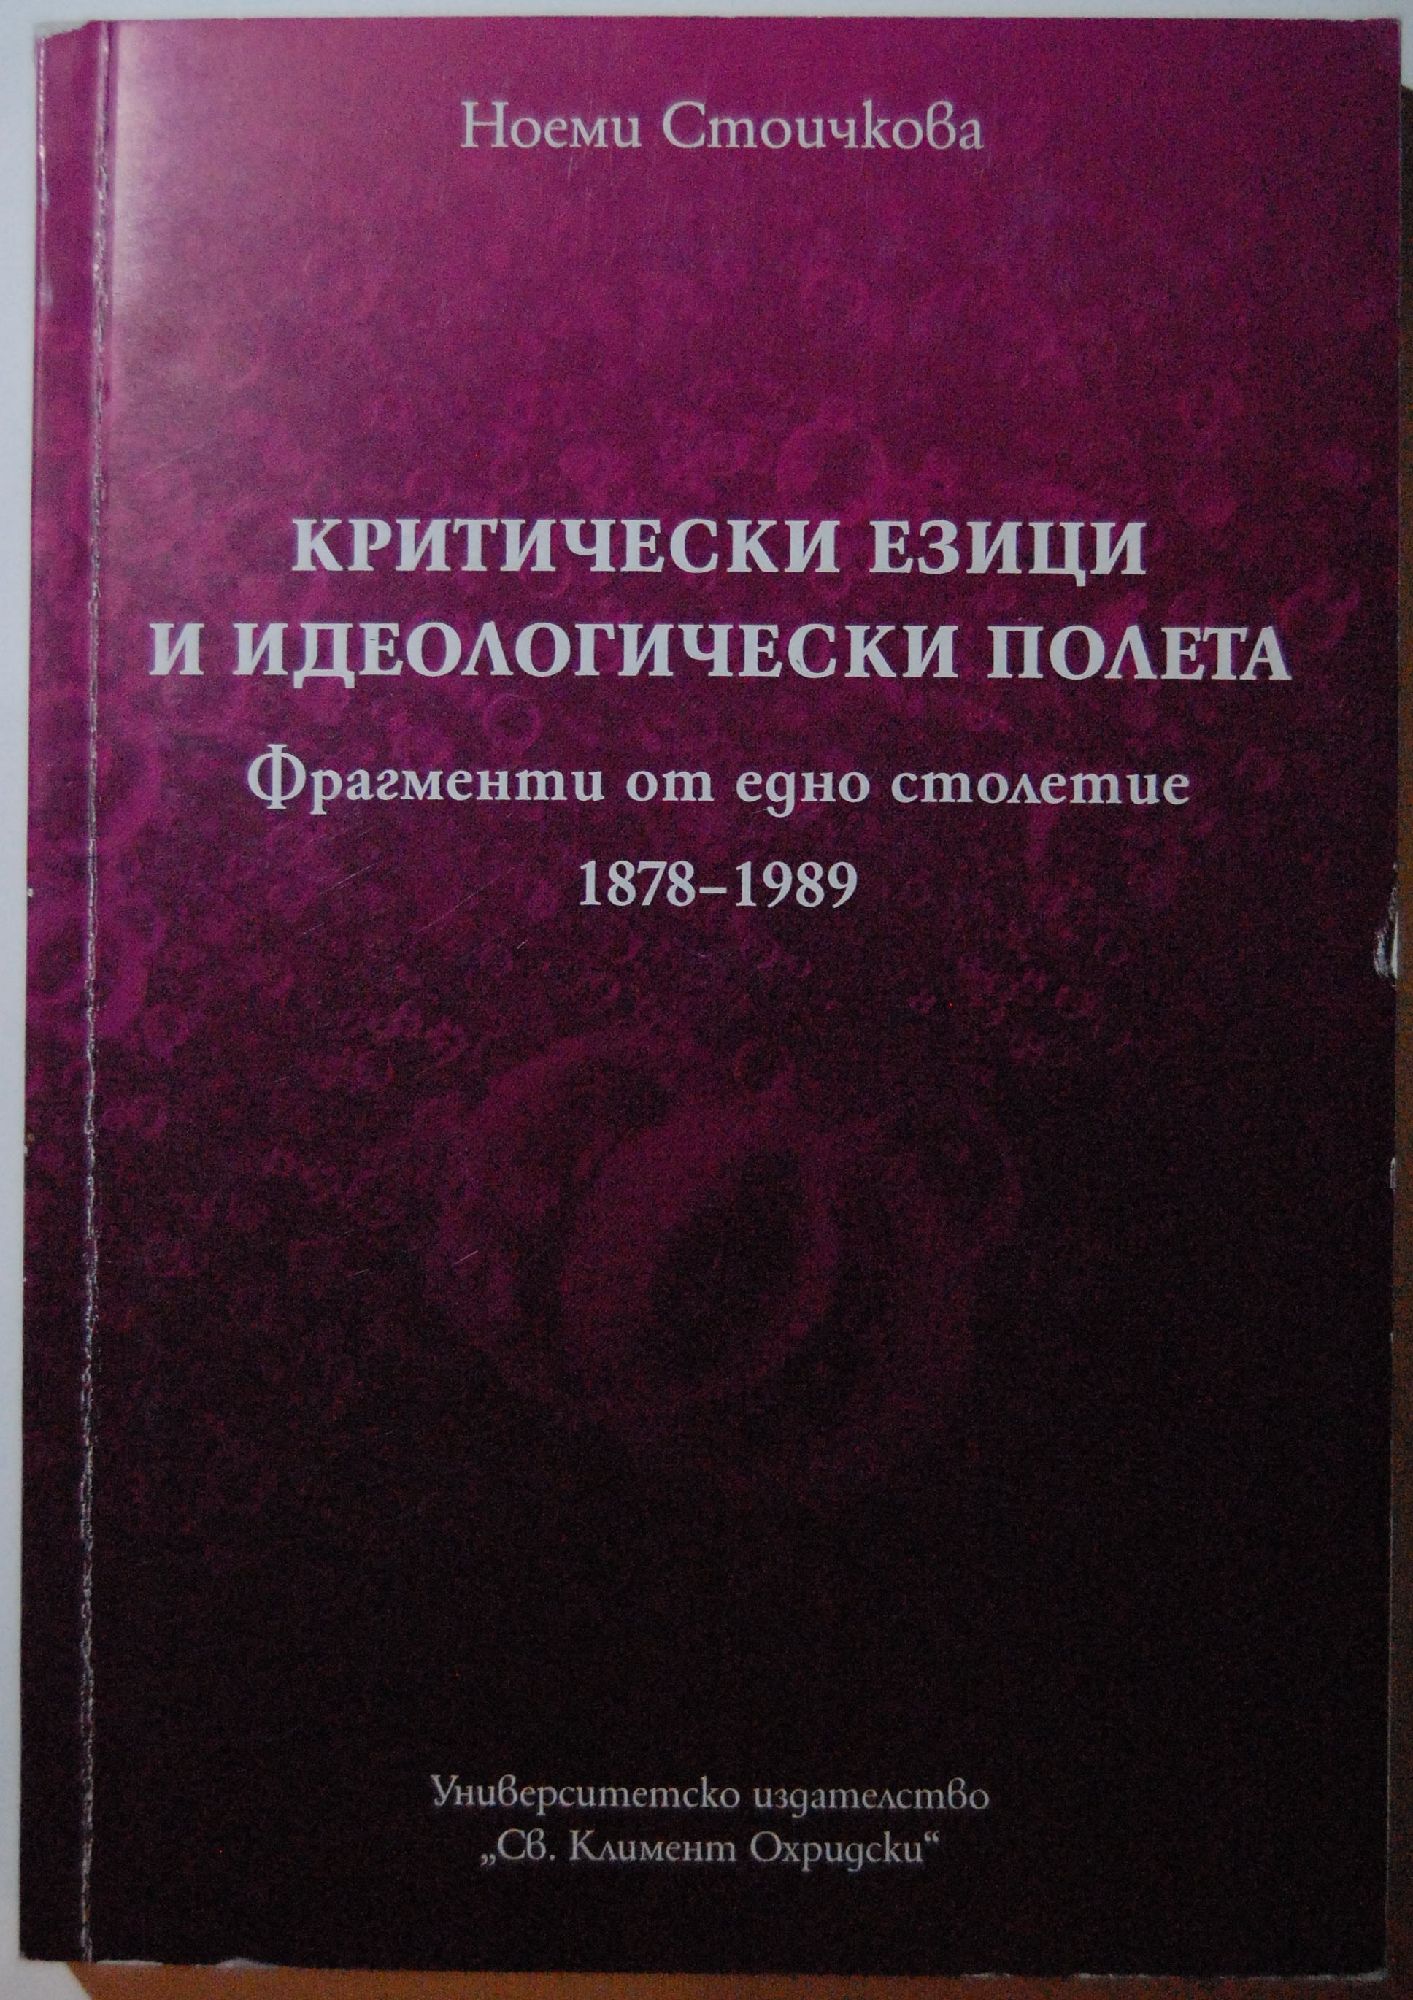 Ноеми Стоичкова
КРИТИЧЕСКИ ЕЗИЦИ
И ИДЕОЛОГИЧЕСКИ ПОЛЕТА
Фрагменти от едно столетие
1878–1989
Университетско издателство
„Св. Климент Охридски“